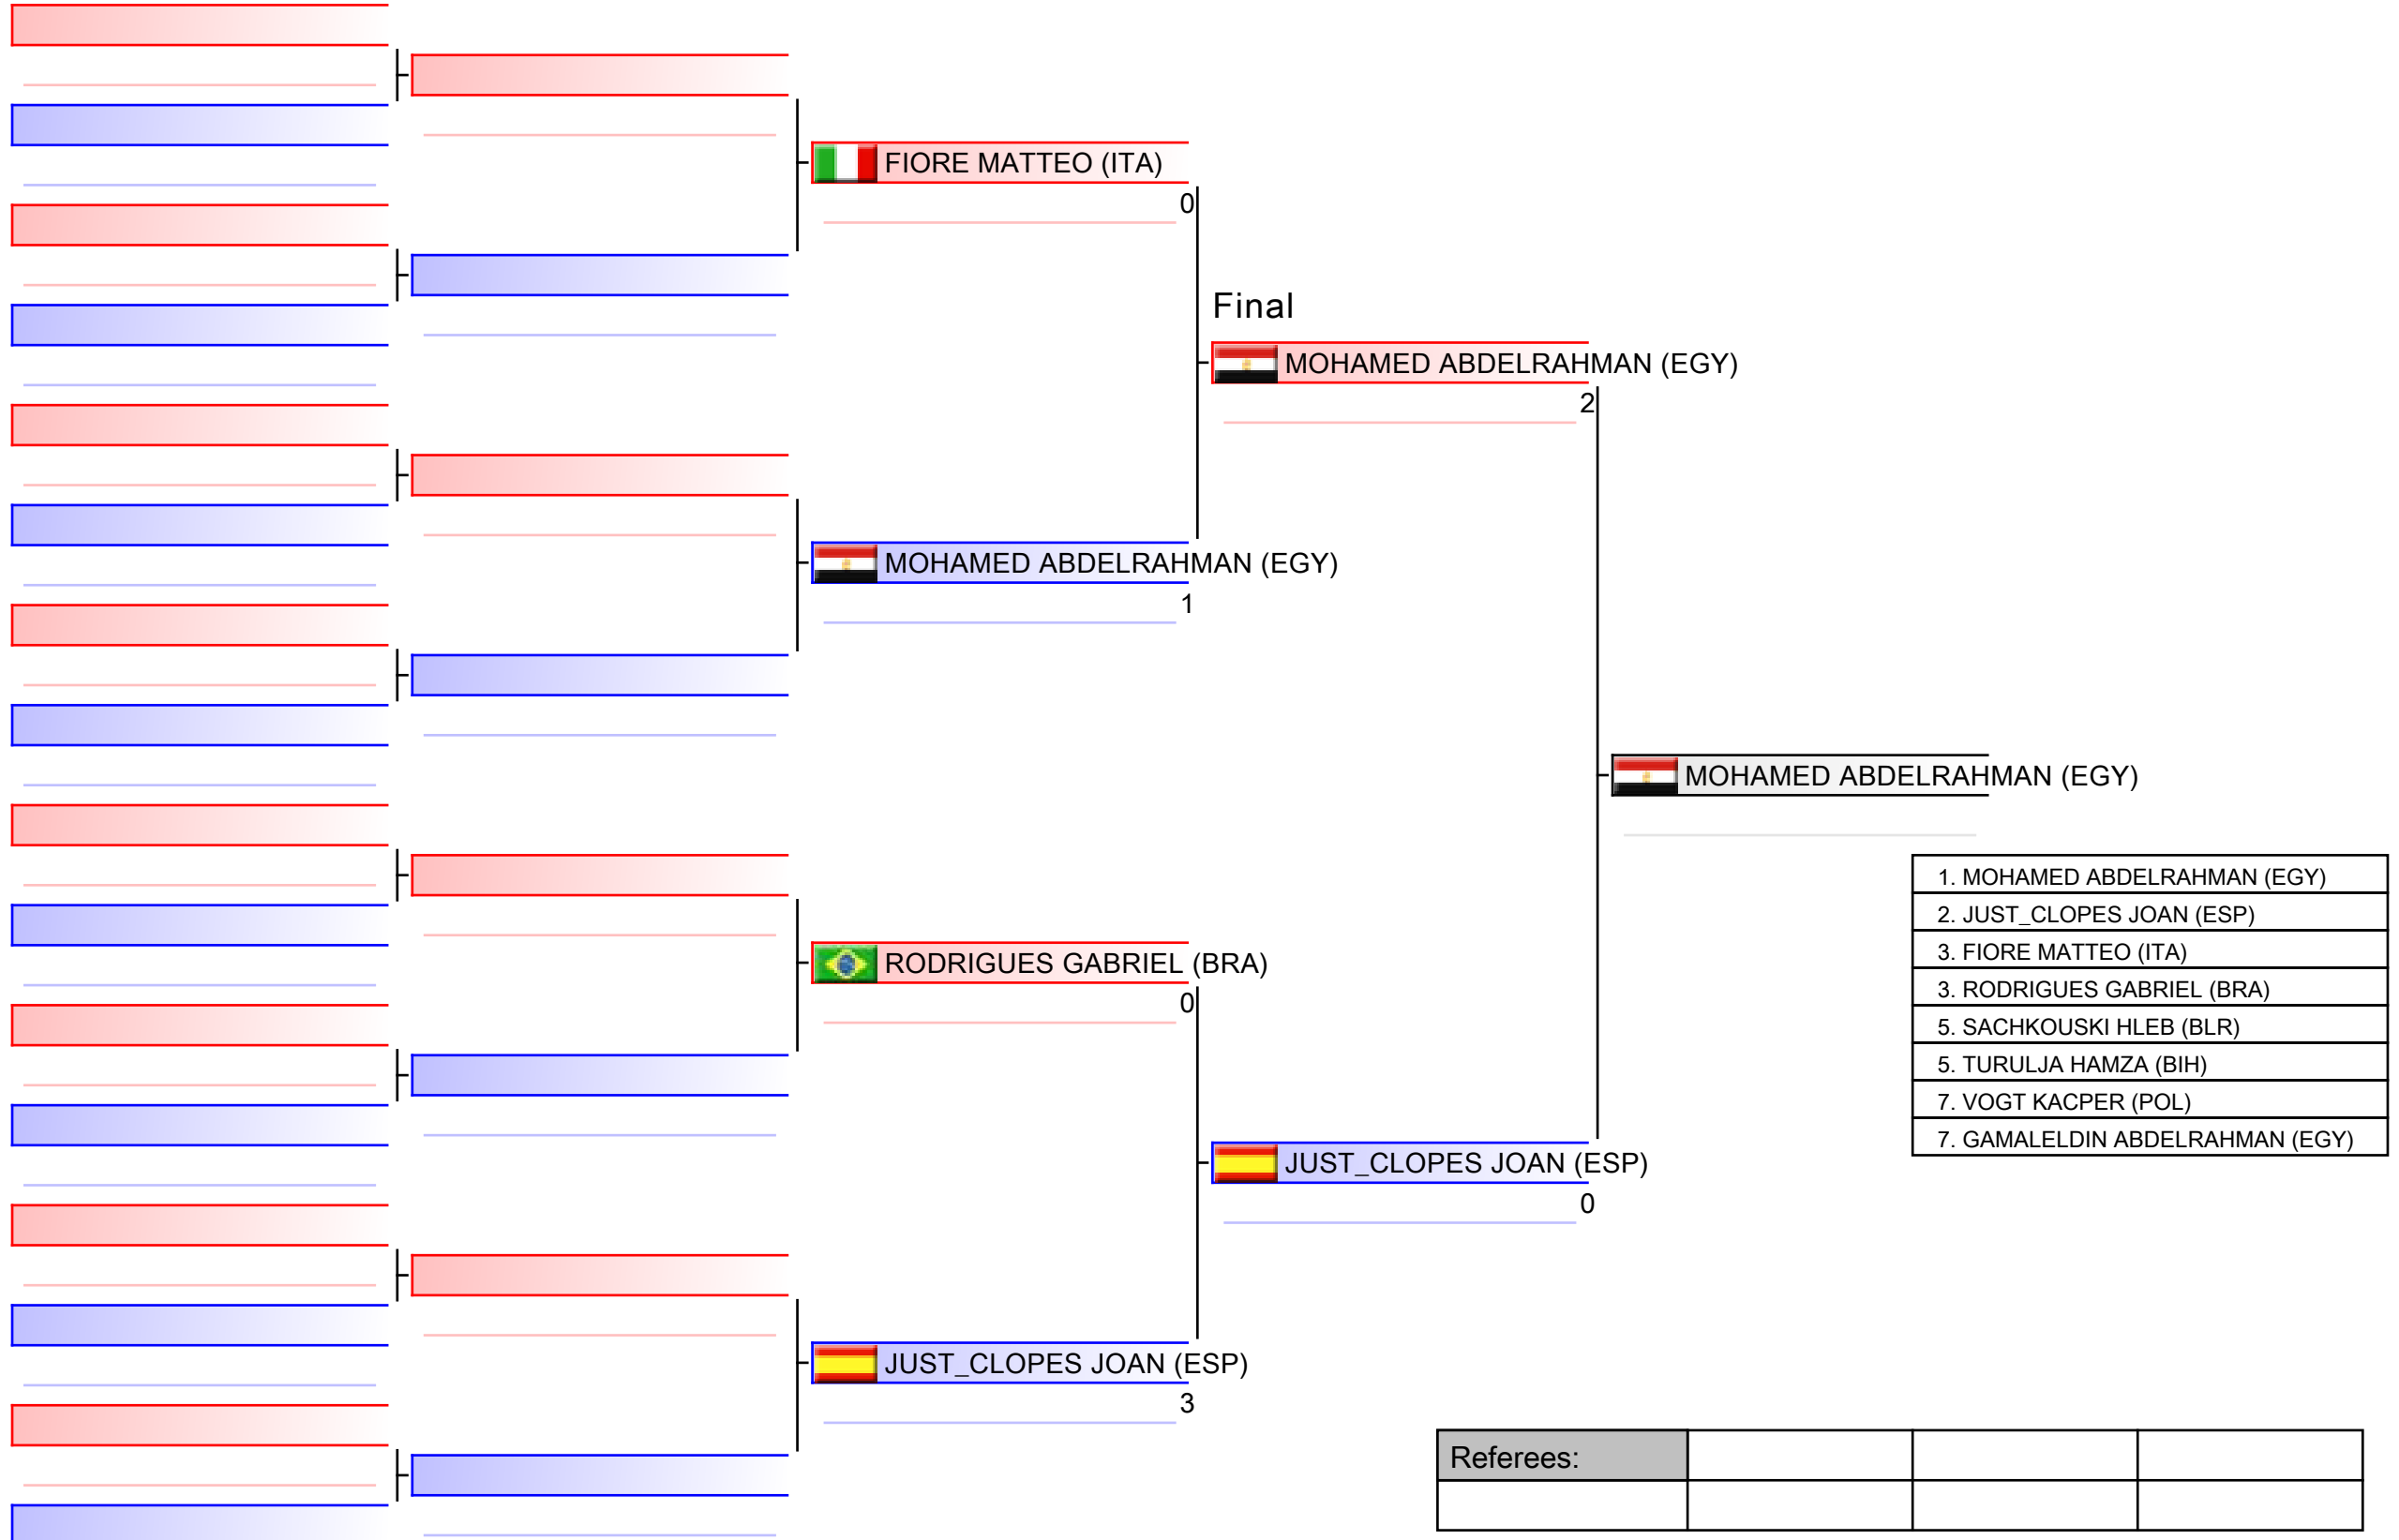 FIORE MATTEO (ITA)
0
Final
MOHAMED ABDELRAHMAN (EGY)
2
MOHAMED ABDELRAHMAN (EGY)
1
MOHAMED ABDELRAHMAN (EGY)
1. MOHAMED ABDELRAHMAN (EGY)
2. JUST_CLOPES JOAN (ESP)
3. FIORE MATTEO (ITA)
3. RODRIGUES GABRIEL (BRA)
5. SACHKOUSKI HLEB (BLR)
5. TURULJA HAMZA (BIH)
7. VOGT KACPER (POL)
7. GAMALELDIN ABDELRAHMAN (EGY)
RODRIGUES GABRIEL (BRA)
0
JUST_CLOPES JOAN (ESP)
0
JUST_CLOPES JOAN (ESP)
3
Referees: